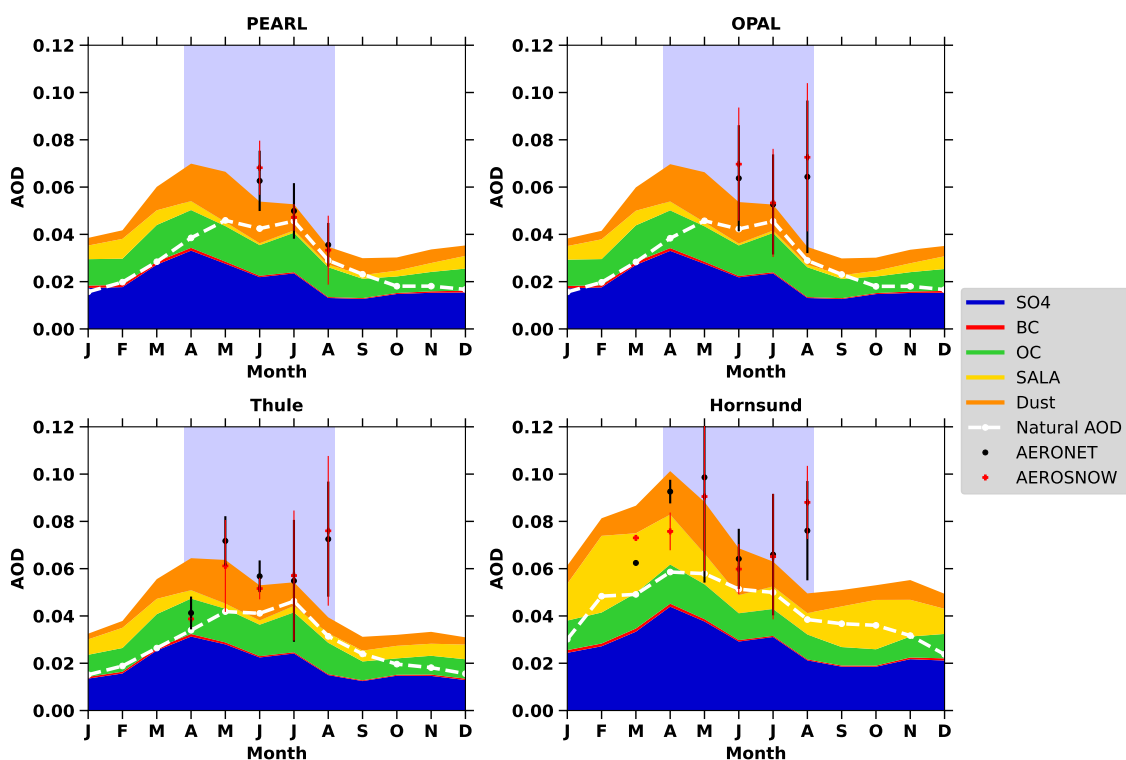 PEARL
OPAL
0.12
0.10
0.08
0.06
0.04
0.02
0.00
AOD
J F M A M J J A S O N D
Month
0.12
0.10
0.08
0.06
0.04
0.02
0.00
AOD
J F M A M J J A S O N D
Month
SO4
BC
OC
SALA
Dust
Natural AOD
AERONET
AEROSNOW
Thule
Hornsund
0.12
0.10
0.08
0.06
0.04
0.02
0.00
AOD
J F M A M J J A S O N D
Month
0.12
0.10
0.08
0.06
0.04
0.02
0.00
AOD
J F M A M J J A S O N D
Month